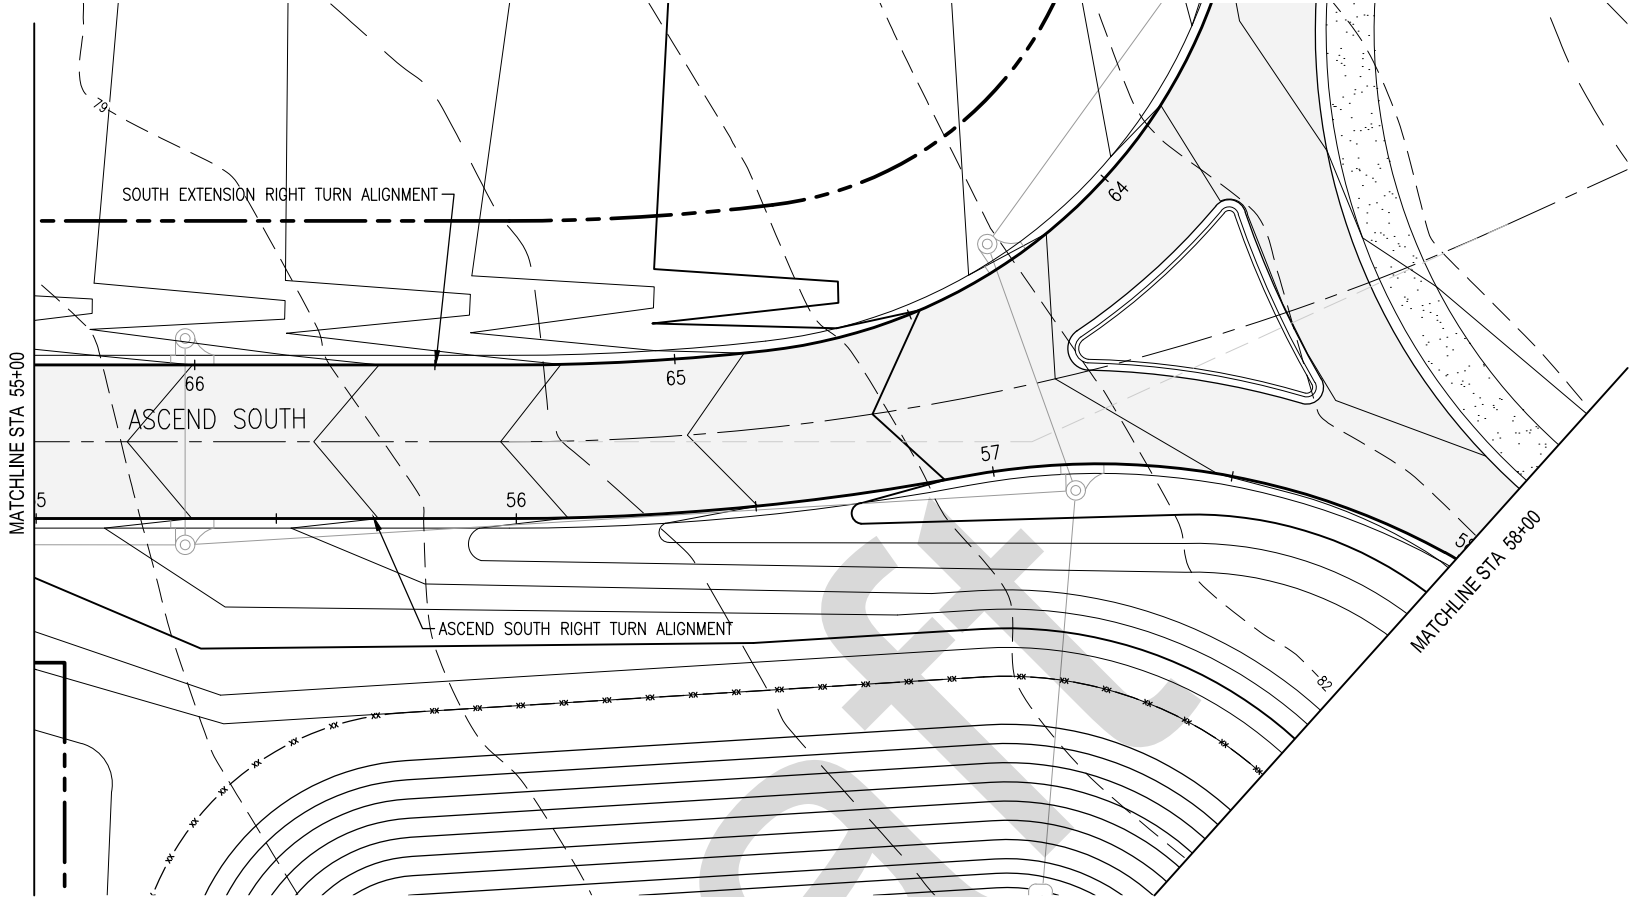 79
SOUTH EXTENSION RIGHT TURN ALIGNMENT
64
MATCHLINE STA 55+00
66
65
ASCEND SOUTH
57
5
56
MATCHLINE STA 58+00
ASCEND SOUTH RIGHT TURN ALIGNMENT
82
aft